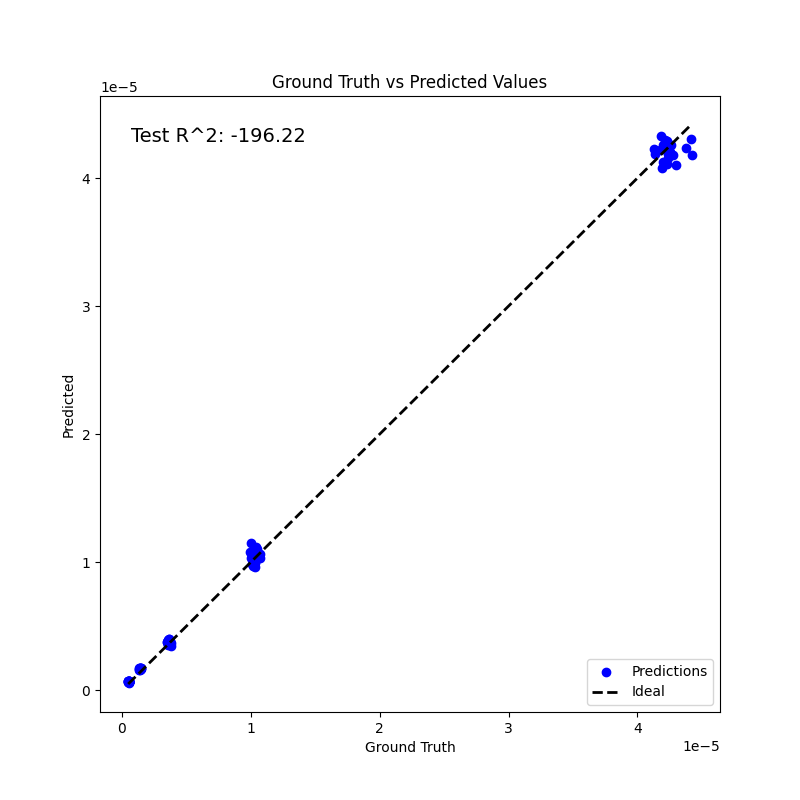 Ground Truth vs Predicted Values
1e−5
Test R^2: -196.22
4
3
2
1
0
Predicted
Predictions
Ideal
0 1 2 3 4
1e−5
Ground Truth